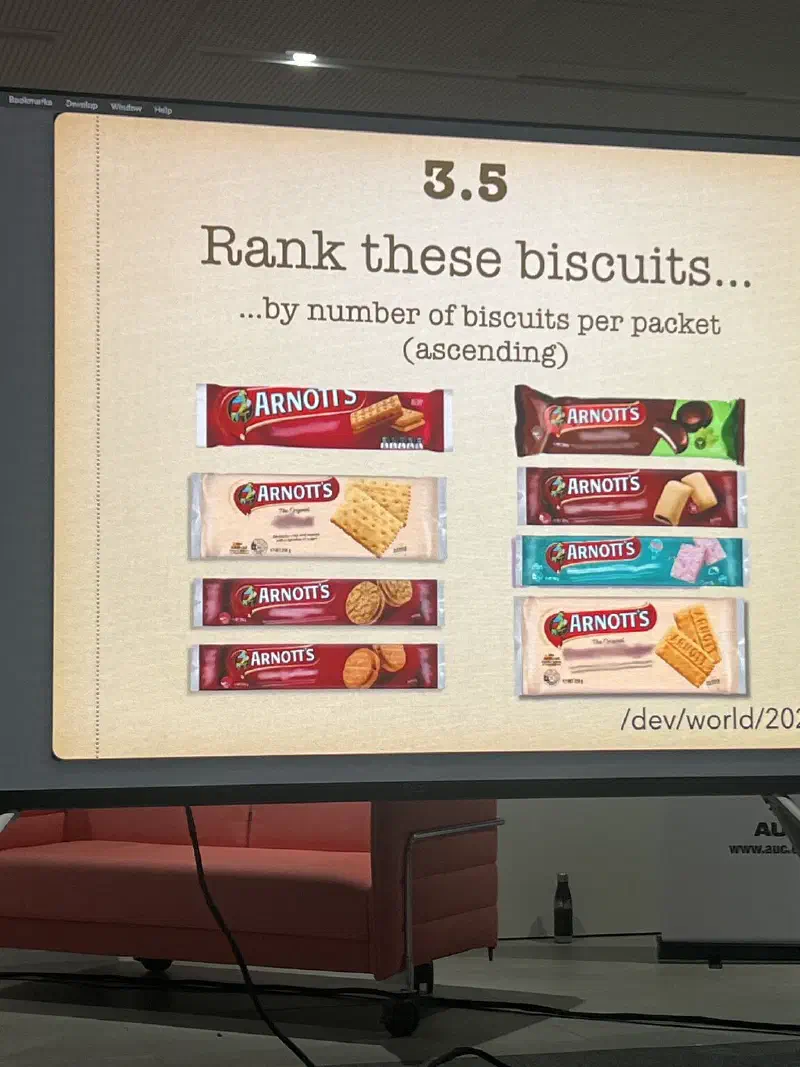 Bookmarks Develop Window Help
3.5
Rank these biscuits...
...by number of biscuits per packet
(ascending)
ARNOTT'S
ARNOTT'S
ARNOTT'S
The Original
ARNOTT'S
ARNOTT'S
ARNOTT'S
ARNOTT'S
ARNOTT'S
The Original
/dev/world/202
AU
www.auc.